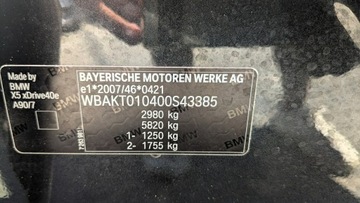 Made by
BMW
X5 xDrive40e
A90/7
BAYERISCHE MOTOREN WERKE AG
e1*2007/46*0421
WBAKT010400S43385
2980 kg
5820 kg
1- 1250 kg
2- 1755 kg